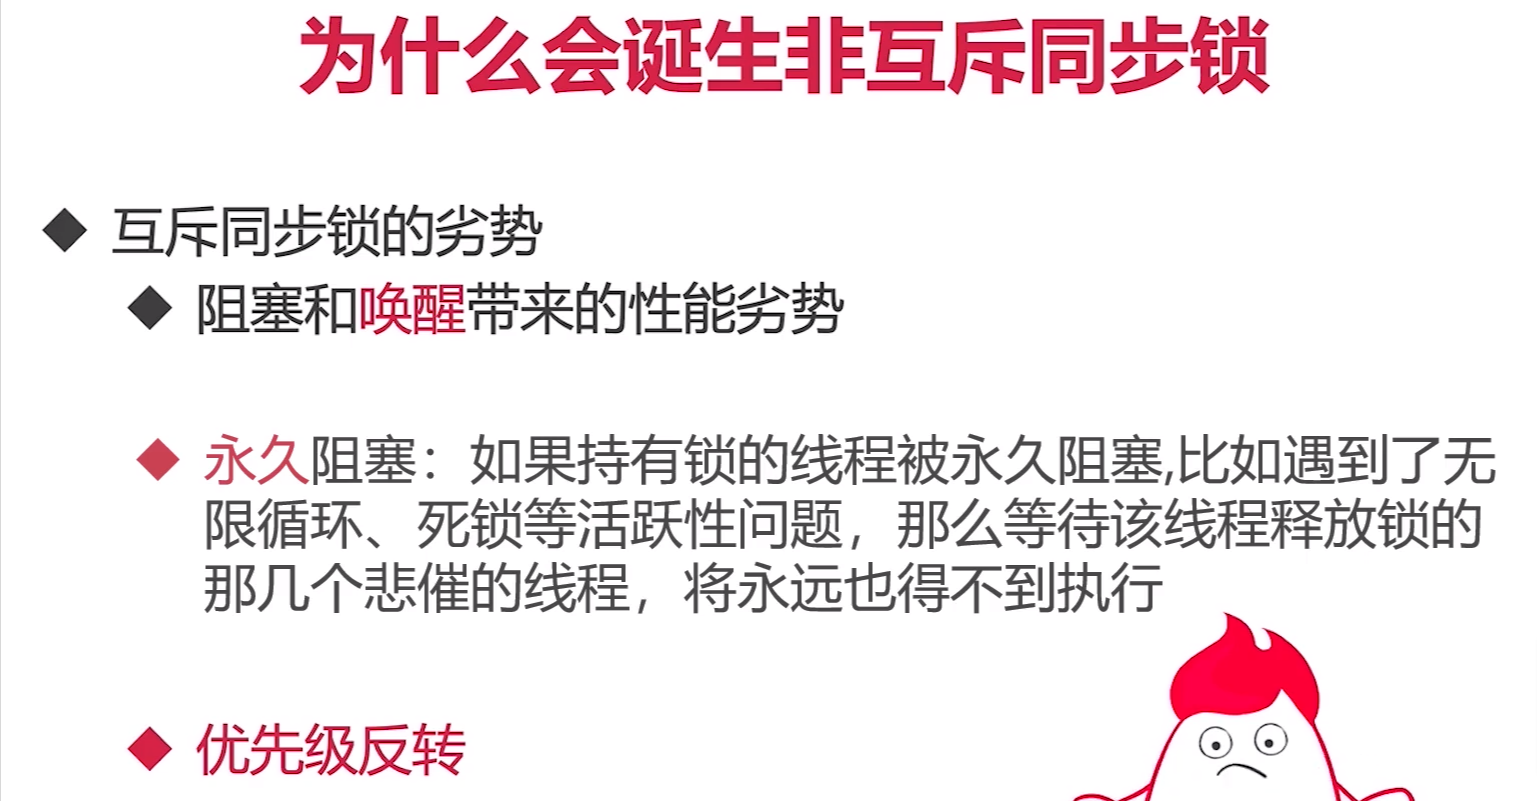 为什么会诞生非互斥同步锁
互斥同步锁的劣势
阻塞和唤醒带来的性能劣势
永久阻塞：如果持有锁的线程被永久阻塞,比如遇到了无
限循环、死锁等活跃性问题，那么等待该线程释放锁的
那几个悲催的线程，将永远也得不到执行
优先级反转